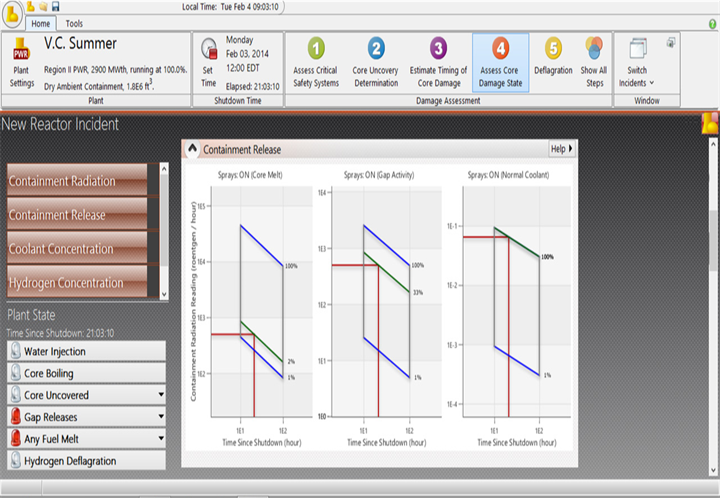 Local Time: Tue Feb 4 09:03:10
Home
Tools
PWR
Plant
Settings
V.C. Summer
Region II PWR, 2900 MWth, running at 100.0%.
Dry Ambient Containment, 1.8E6 ft³.
Plant
Set
Time
Monday
Feb 03, 2014
12:00 EDT
Elapsed: 21:03:10
Shutdown Time
1
Assess Critical
Safety Systems
2
Core Uncovery
Determination
3
Estimate Timing of
Core Damage
4
Assess Core
Damage State
5
Deflagration
Show All
Steps
Damage Assessment
Switch
Incidents
Window
New Reactor Incident
Containment Radiation
Containment Release
Coolant Concentration
Hydrogen Concentration
Plant State
Time Since Shutdown: 21:03:10
Water Injection
Core Boiling
Core Uncovered
Gap Releases
Any Fuel Melt
Hydrogen Deflagration
Containment Release
Help
Containment Radiation Reading (roentgen / hour)
Sprays: ON (Core Melt)
1E5
1E4
1E3
1E2
100%
2%
1%
1E1
1E2
Time Since Shutdown (hour)
Sprays: ON (Gap Activity)
1E4
1E3
1E2
1E1
1E0
100%
33%
1%
1E1
1E2
Time Since Shutdown (hour)
Sprays: ON (Normal Coolant)
1E-1
1E-2
1E-3
1E-4
100%
1%
1E1
1E2
Time Since Shutdown (hour)